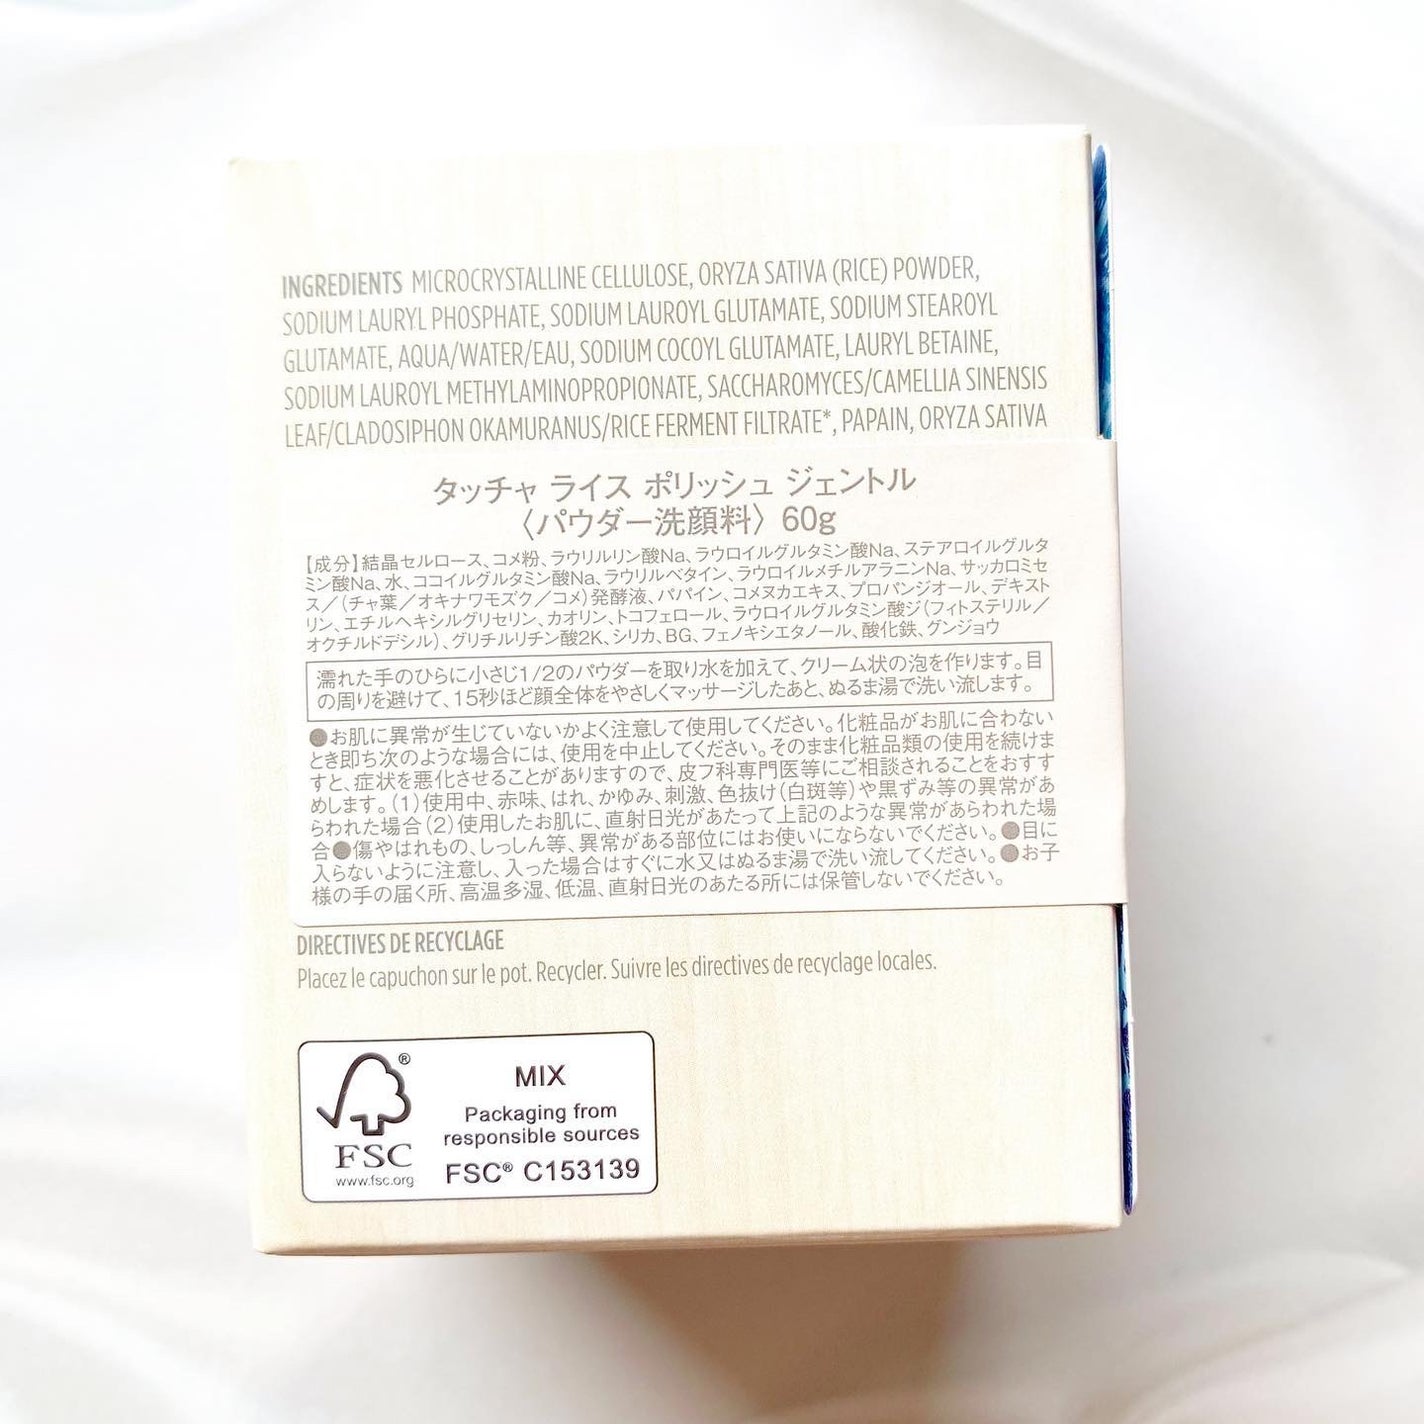 INGREDIENTS MICROCRYSTALLINE CELLULOSE, ORYZA SATIVA (RICE) POWDER,
SODIUM LAURYL PHOSPHATE, SODIUM LAUROYL GLUTAMATE, SODIUM STEAROYL
GLUTAMATE, AQUA/WATER/EAU, SODIUM COCOYL GLUTAMATE, LAURYL BETAINE,
SODIUM LAUROYL METHYLAMINOPROPIONATE, SACCHAROMYCES/CAMELLIA SINENSIS
LEAF/CLADOSIPHON OKAMURANUS/RICE FERMENT FILTRATE*, PAPAIN, ORYZA SATIVA
タッチャ ライス ポリッシュ ジェントル
〈パウダー洗顔料〉 60g
【成分】結晶セルロース、コメ粉、ラウリルリン酸Na、ラウロイルグルタミン酸Na、ステアロイルグルタ
ミン酸Na、水、ココイルグルタミン酸Na、ラウリルベタイン、ラウロイルメチルアラニンNa、サッカロミセ
ス／（チャ葉／オキナワモズク／コメ）発酵液、パパイン、コメヌカエキス、プロパンジオール、デキスト
リン、エチルヘキシルグリセリン、カオリン、トコフェロール、ラウロイルグルタミン酸ジ（フィトステリル／
オクチルドデシル）、グリチルリチン酸2K、シリカ、BG、フェノキシエタノール、酸化鉄、グンジョウ
濡れた手のひらに小さじ1/2のパウダーを取り水を加えて、クリーム状の泡を作ります。目
の周りを避けて、15秒ほど顔全体をやさしくマッサージしたあと、ぬるま湯で洗い流します。
●お肌に異常が生じていないかよく注意して使用してください。化粧品がお肌に合わない
とき即ち次のような場合には、使用を中止してください。そのまま化粧品類の使用を続けま
すと、症状を悪化させることがありますので、皮フ科専門医等にご相談されることをおすす
めします。（1）使用中、赤味、はれ、かゆみ、刺激、色抜け（白斑等）や黒ずみ等の異常があ
らわれた場合（2）使用したお肌に、直射日光があたって上記のような異常があらわれた場
合●傷やはれもの、しっしん等、異常がある部位にはお使いにならないでください。●目に
入らないように注意し、入った場合はすぐに水又はぬるま湯で洗い流してください。●お子
様の手の届く所、高温多湿、低温、直射日光のあたる所には保管しないでください。
DIRECTIVES DE RECYCLAGE
Placez le capuchon sur le pot. Recycler. Suivre les directives de recyclage locales.
®
FSC
www.fsc.org
MIX
Packaging from
responsible sources
FSC® C153139